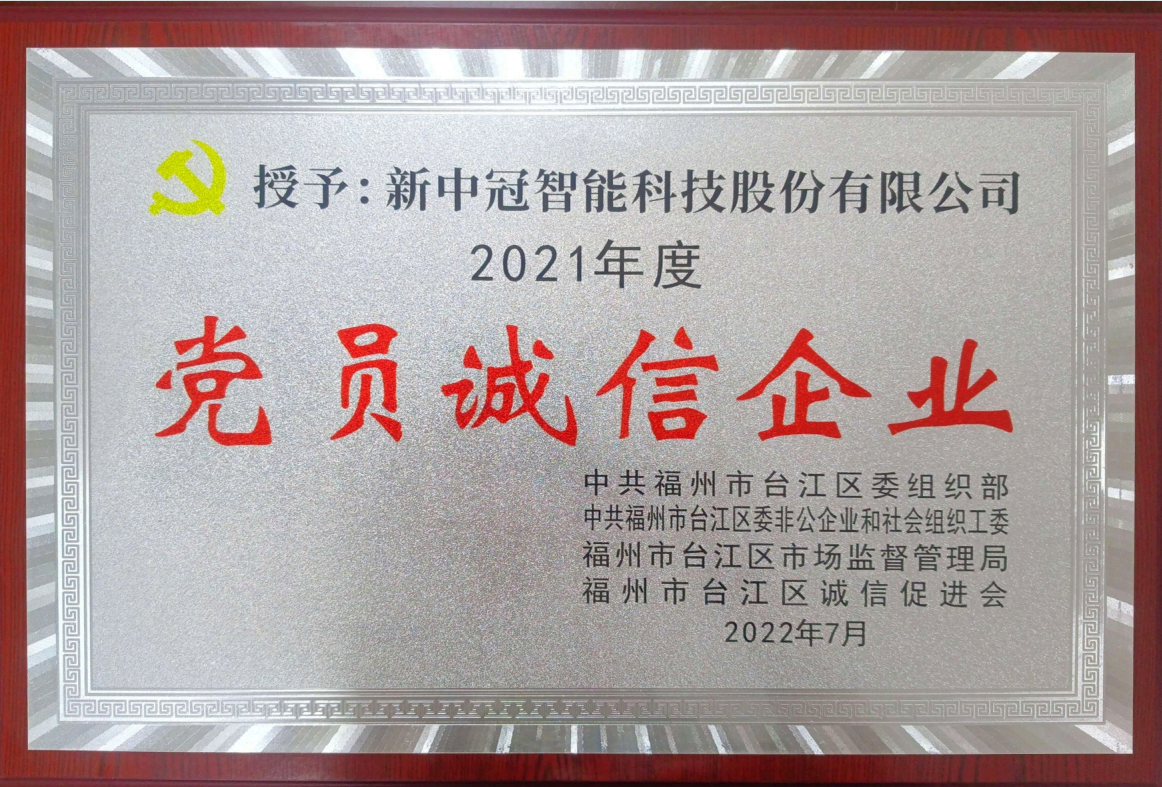 授予：新中冠智能科技股份有限公司
2021年度
党员诚信企业
中共福州市台江区委组织部
中共福州市台江区委非公企业和社会组织工委
福州市台江区市场监督管理局
福州市台江区诚信促进会
2022年7月